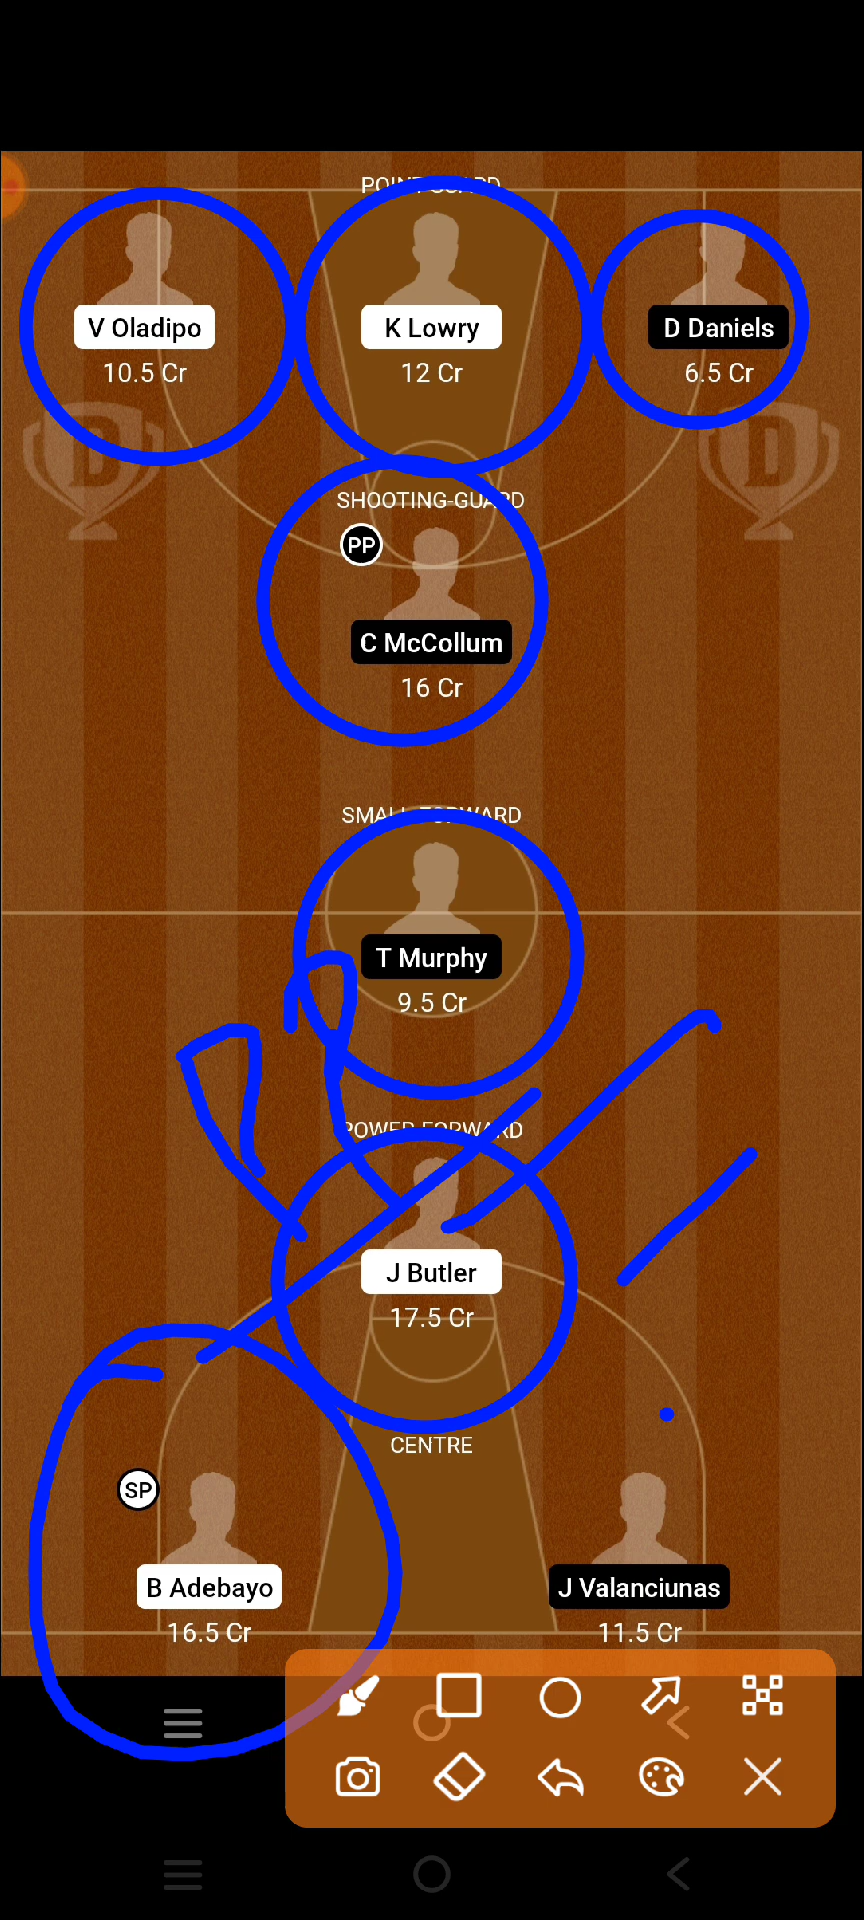 POINT-GUARD
V Oladipo
K Lowry
D Daniels
10.5 Cr
12 Cr
6.5 Cr
D
D
SHOOTING-GUARD
PP
C McCollum
16 Cr
SMALL-FORWARD
T Murphy
9.5 Cr
POWER-FORWARD
J Butler
17.5 Cr
CENTRE
SP
B Adebayo
J Valanciunas
16.5 Cr
11.5 Cr